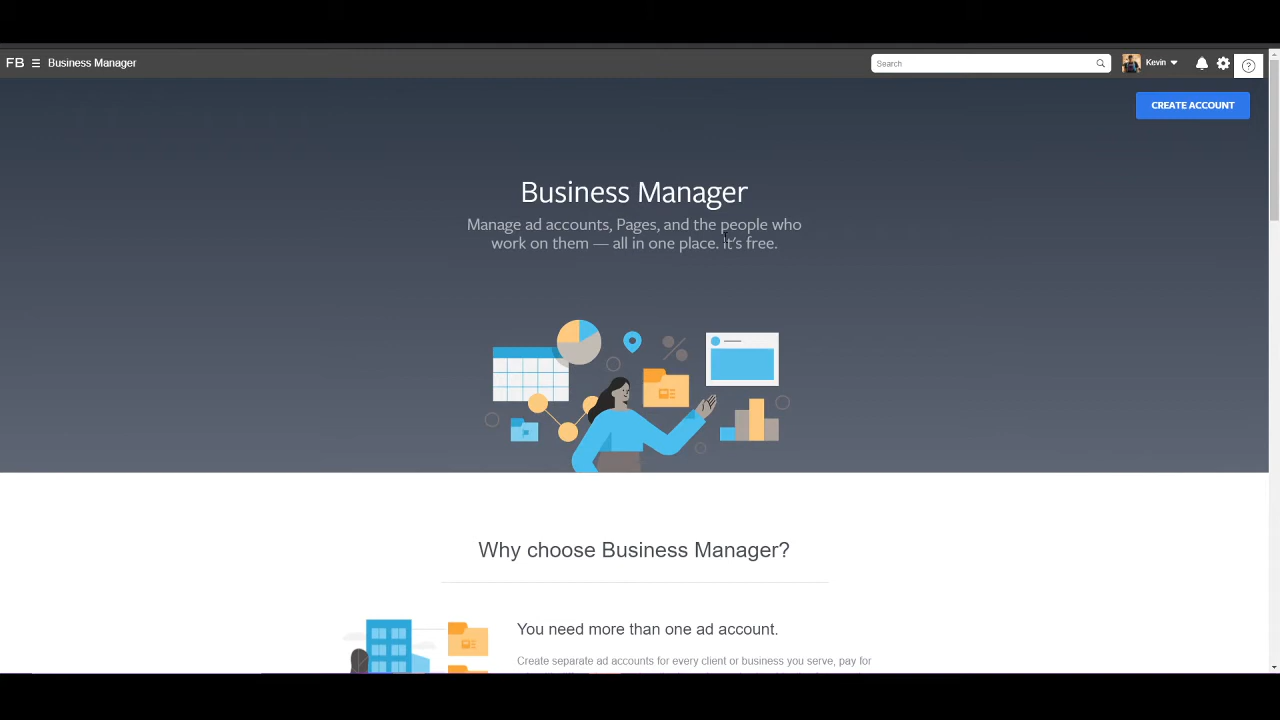 FB Business Manager Search Kevin
CREATE ACCOUNT
Business Manager
Manage ad accounts, Pages, and the people who
work on them — all in one place. It's free.
Why choose Business Manager?
You need more than one ad account.
Create separate ad accounts for every client or business you serve, pay for